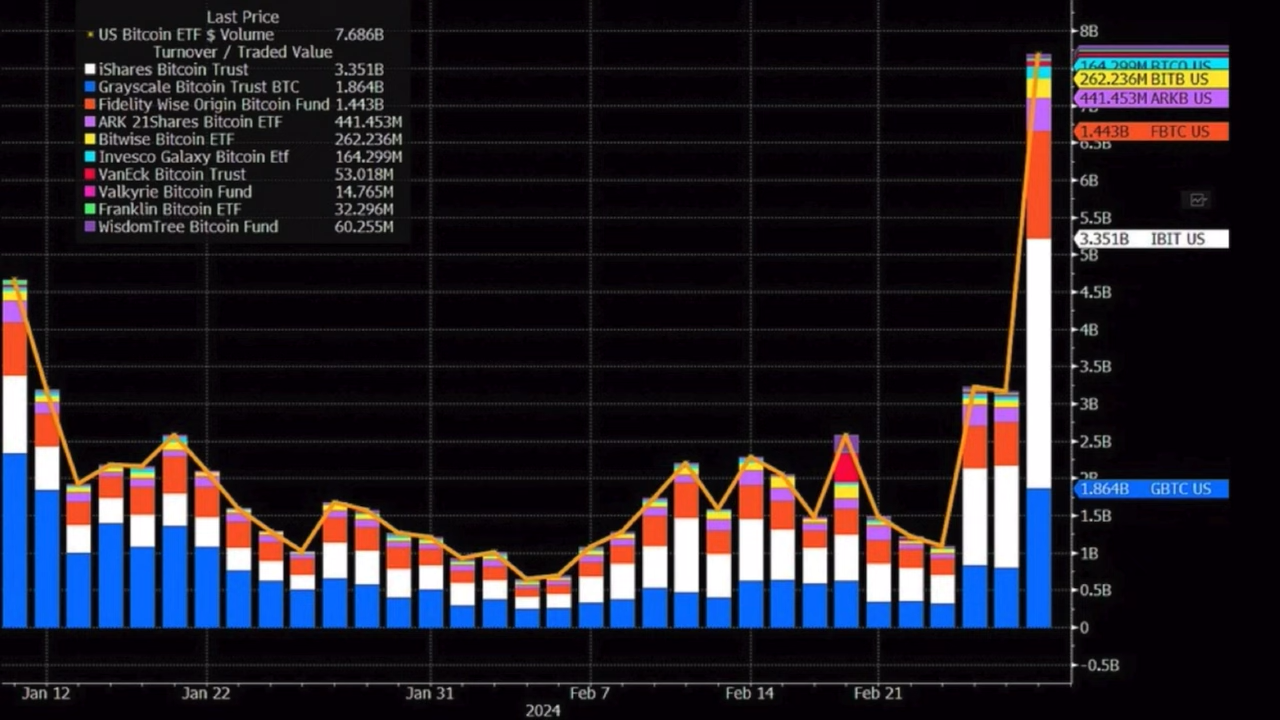 Last Price
US Bitcoin ETF $ Volume 7.686B
Turnover / Traded Value
iShares Bitcoin Trust 3.351B
Grayscale Bitcoin Trust BTC 1.864B
Fidelity Wise Origin Bitcoin Fund 1.443B
ARK 21Shares Bitcoin ETF 441.453M
Bitwise Bitcoin ETF 262.236M
Invesco Galaxy Bitcoin Etf 164.299M
VanEck Bitcoin Trust 53.018M
Valkyrie Bitcoin Fund 14.765M
Franklin Bitcoin ETF 32.296M
WisdomTree Bitcoin Fund 60.255M
8B
164.299M BTCO US
262.236M BITB US
441.453M ARKB US
7B
1.443B FBTC US
6.5B
6B
5.5B
3.351B IBIT US
5B
4.5B
4B
3.5B
3B
2.5B
2B
1.864B GBTC US
1.5B
1B
0.5B
0
-0.5B
Jan 12 Jan 22 Jan 31 Feb 7 Feb 14 Feb 21
2024